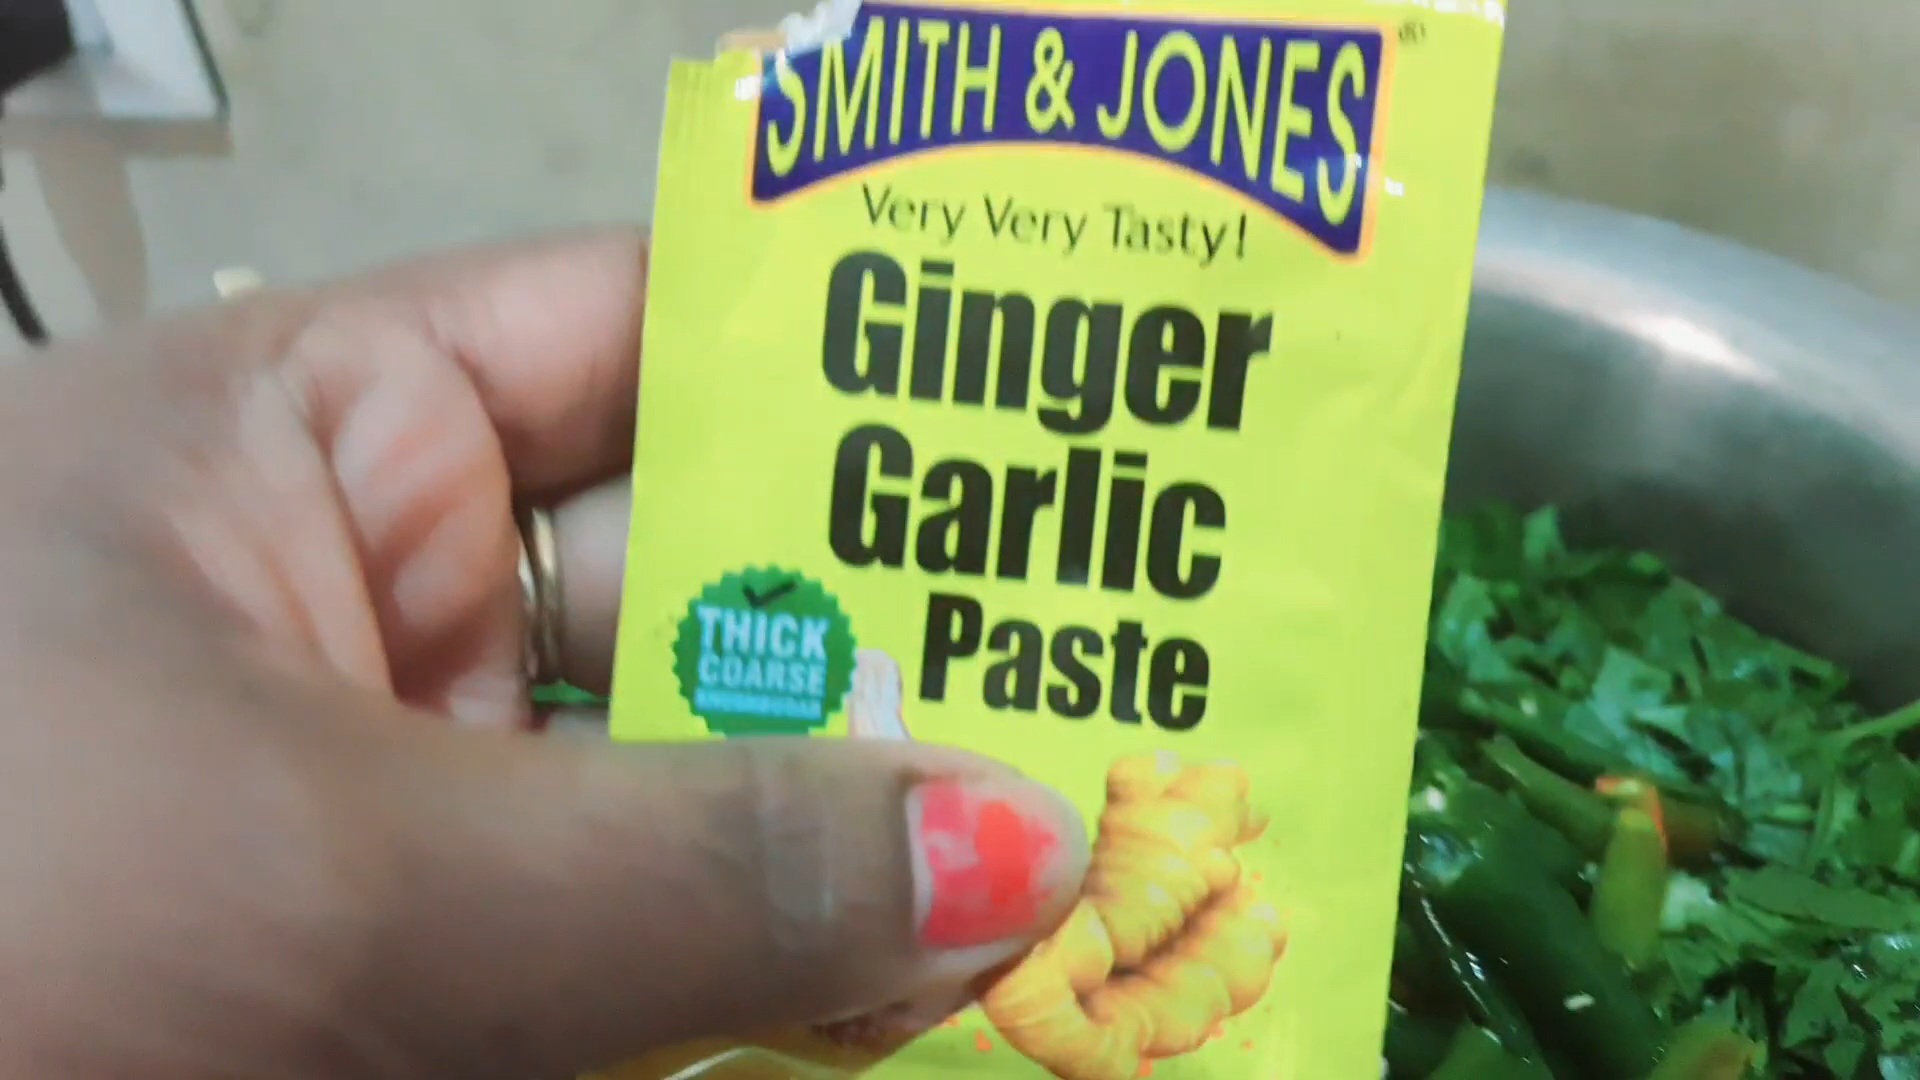 SMITH & JONES
®
Very Very Tasty!
Ginger
Garlic
Paste
THICK
COARSE